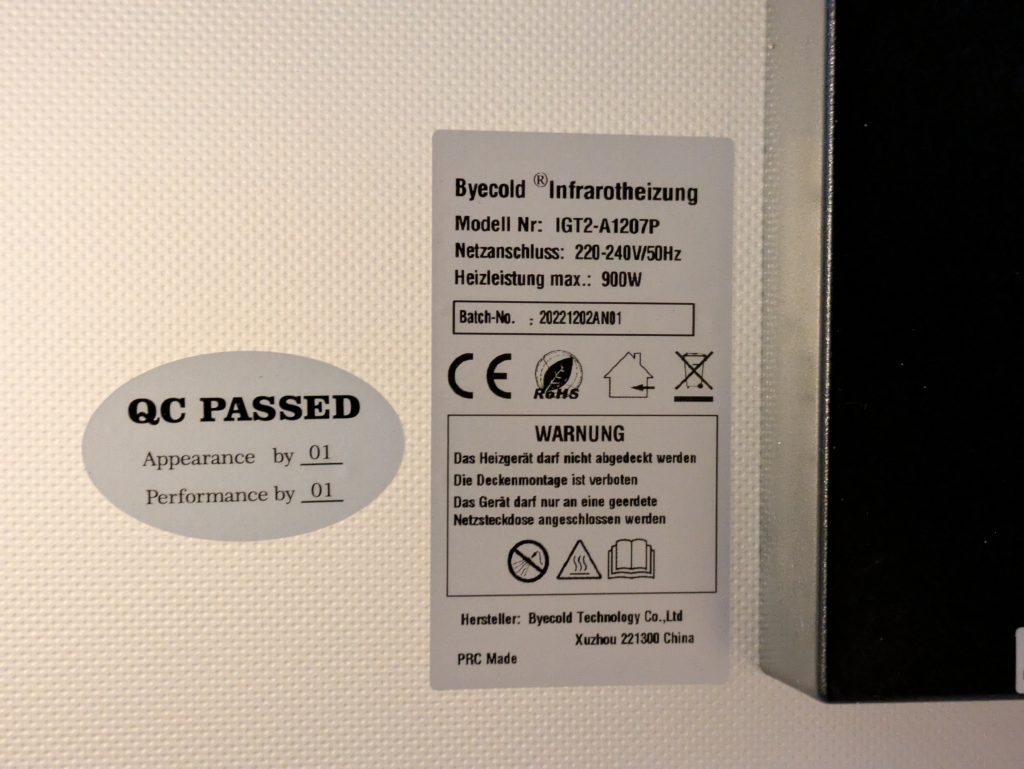 Byecold ® Infrarotheizung
Modell Nr: IGT2-A1207P
Netzanschluss: 220-240V/50Hz
Heizleistung max.: 900W
Batch-No. : 20221202AN01
CE
RoHS
WARNUNG
Das Heizgerät darf nicht abgedeckt werden
Die Deckenmontage ist verboten
Das Gerät darf nur an eine geerdete
Netzsteckdose angeschlossen werden
Hersteller: Byecold Technology Co.,Ltd
Xuzhou 221300 China
PRC Made
QC PASSED
Appearance by 01
Performance by 01